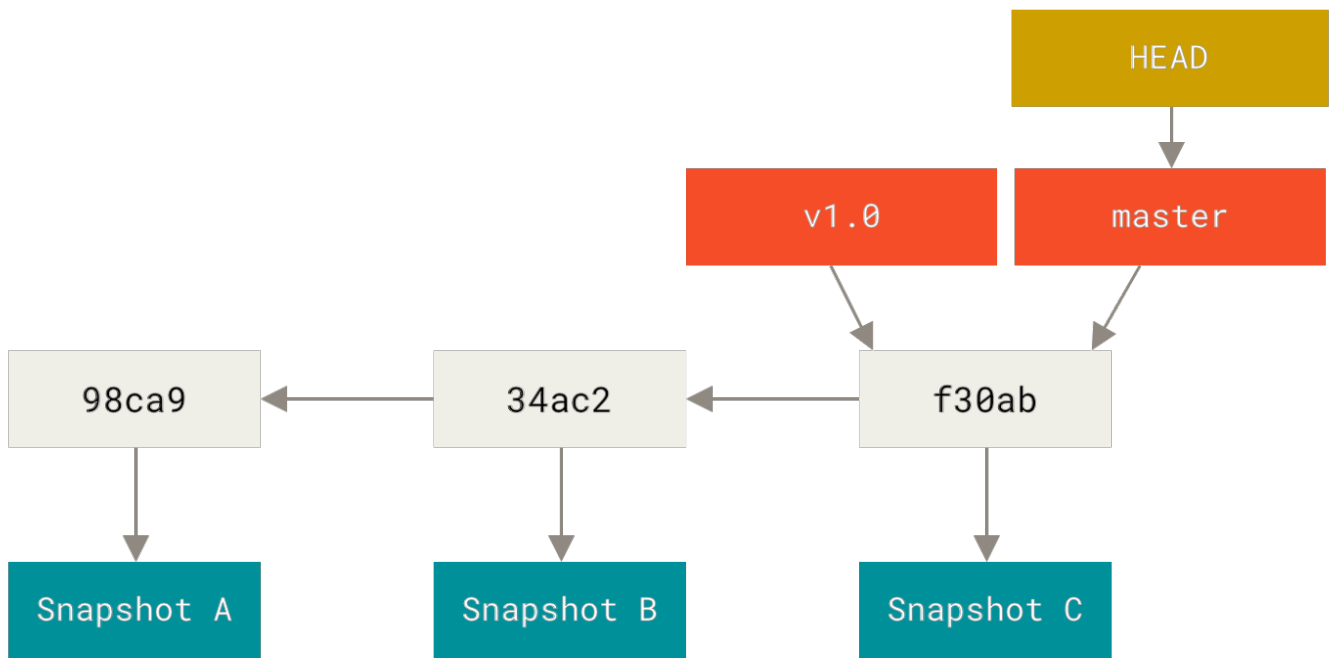 HEAD
v1.0
master
98ca9
34ac2
f30ab
Snapshot A
Snapshot B
Snapshot C